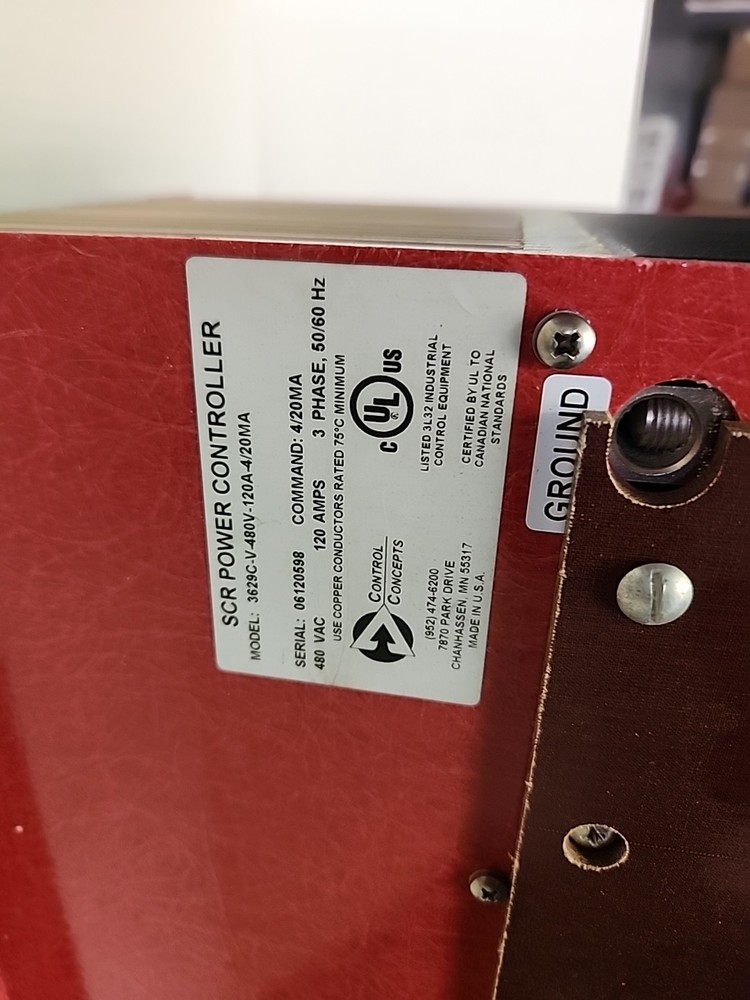 SCR POWER CONTROLLER
MODEL: 3629C-V-480V-120A-4/20MA
SERIAL: 06120598 COMMAND: 4/20MA
480 VAC 120 AMPS 3 PHASE, 50/60 Hz
USE COPPER CONDUCTORS RATED 75°C MINIMUM
CONTROL
CONCEPTS
(952) 474-6200
7870 PARK DRIVE
CHANHASSEN, MN 55317
MADE IN U.S.A.
C UL US
®
LISTED 3L32 INDUSTRIAL
CONTROL EQUIPMENT
CERTIFIED BY UL TO
CANADIAN NATIONAL
STANDARDS
GROUND